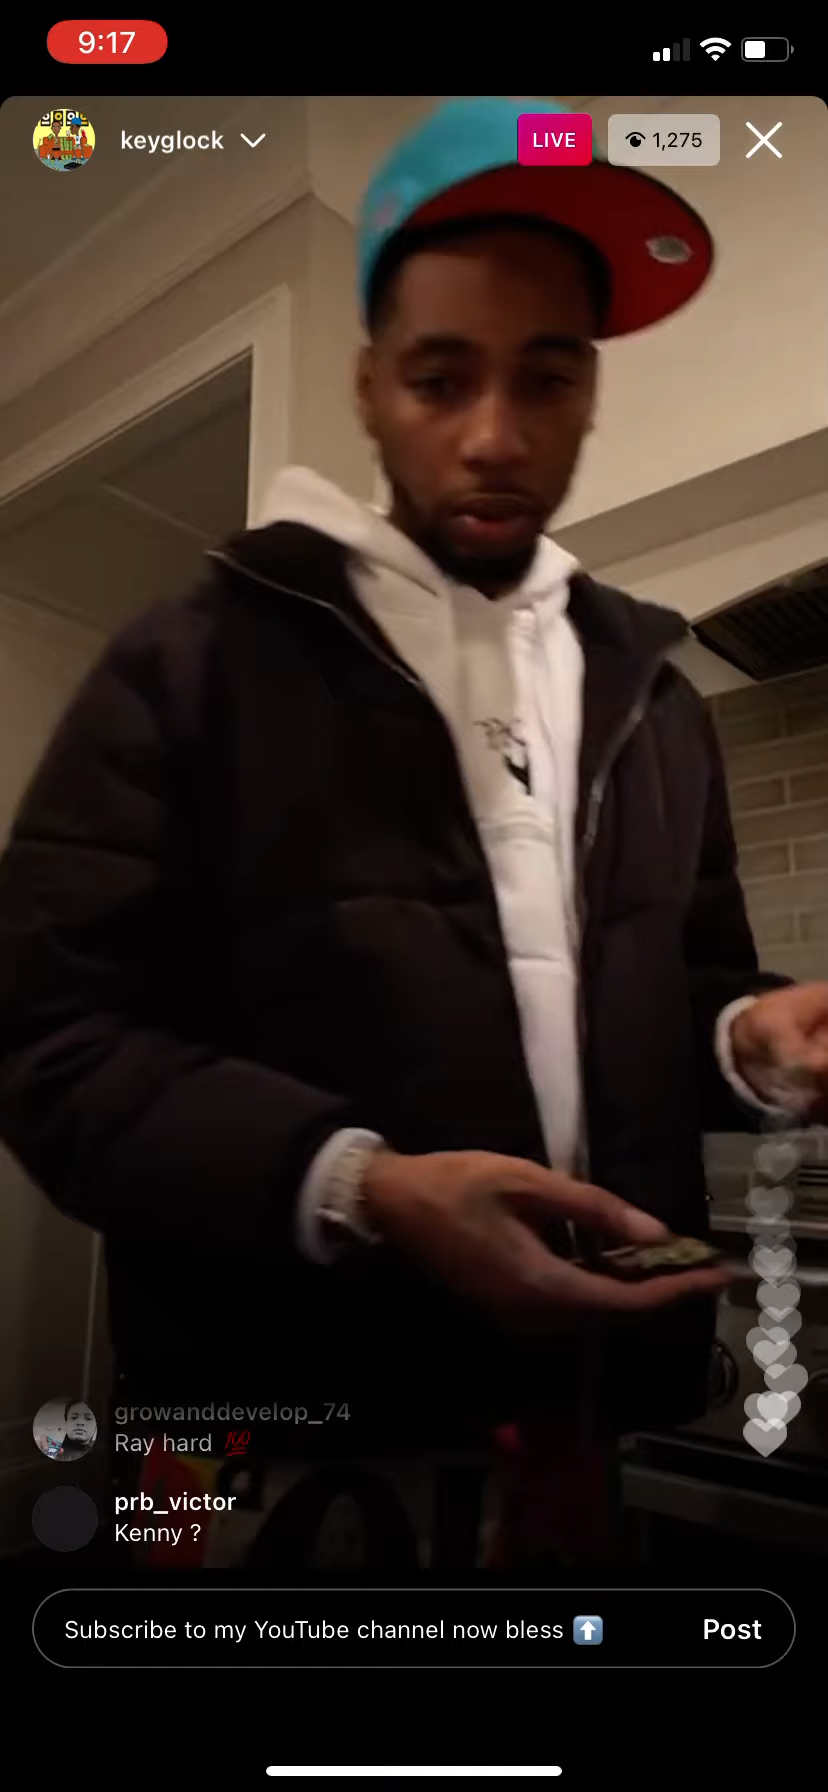 9:17
keyglock
LIVE
1,275
growanddevelop_74
Ray hard 💯
prb_victor
Kenny ?
Subscribe to my YouTube channel now bless ⬆️
Post